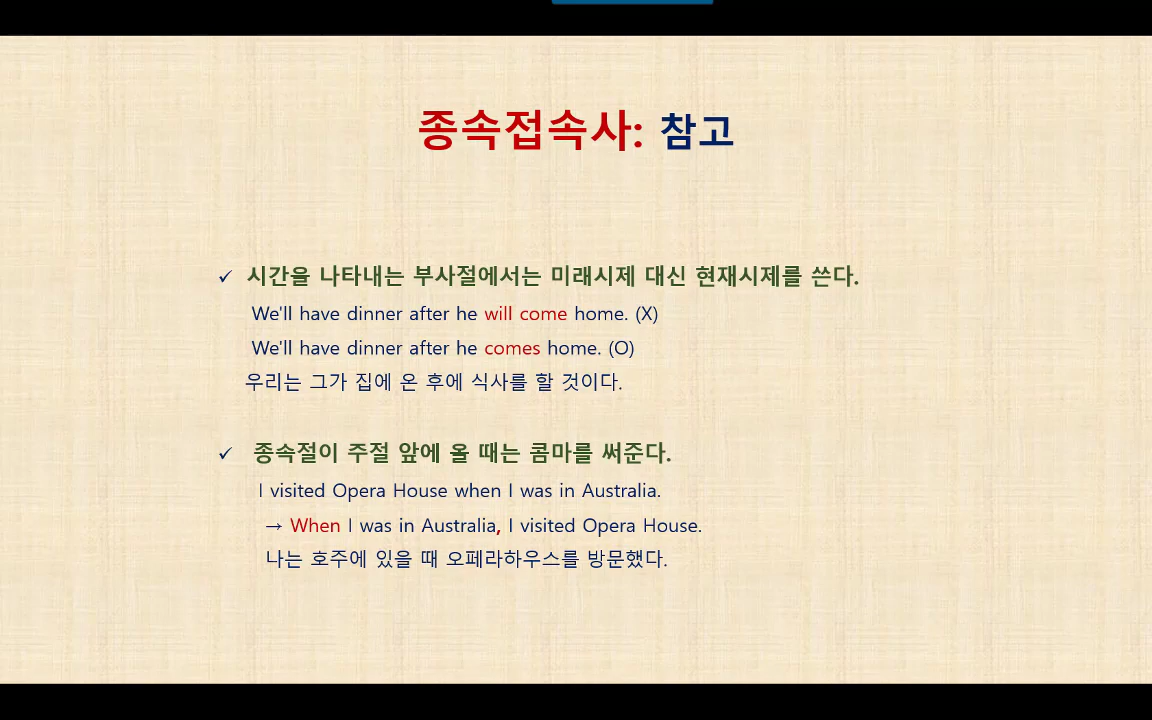 종속접속사: 참고
✓ 시간을 나타내는 부사절에서는 미래시제 대신 현재시제를 쓴다.
We'll have dinner after he will come home. (X)
We'll have dinner after he comes home. (O)
우리는 그가 집에 온 후에 식사를 할 것이다.
✓ 종속절이 주절 앞에 올 때는 콤마를 써준다.
I visited Opera House when I was in Australia.
→ When I was in Australia, I visited Opera House.
나는 호주에 있을 때 오페라하우스를 방문했다.